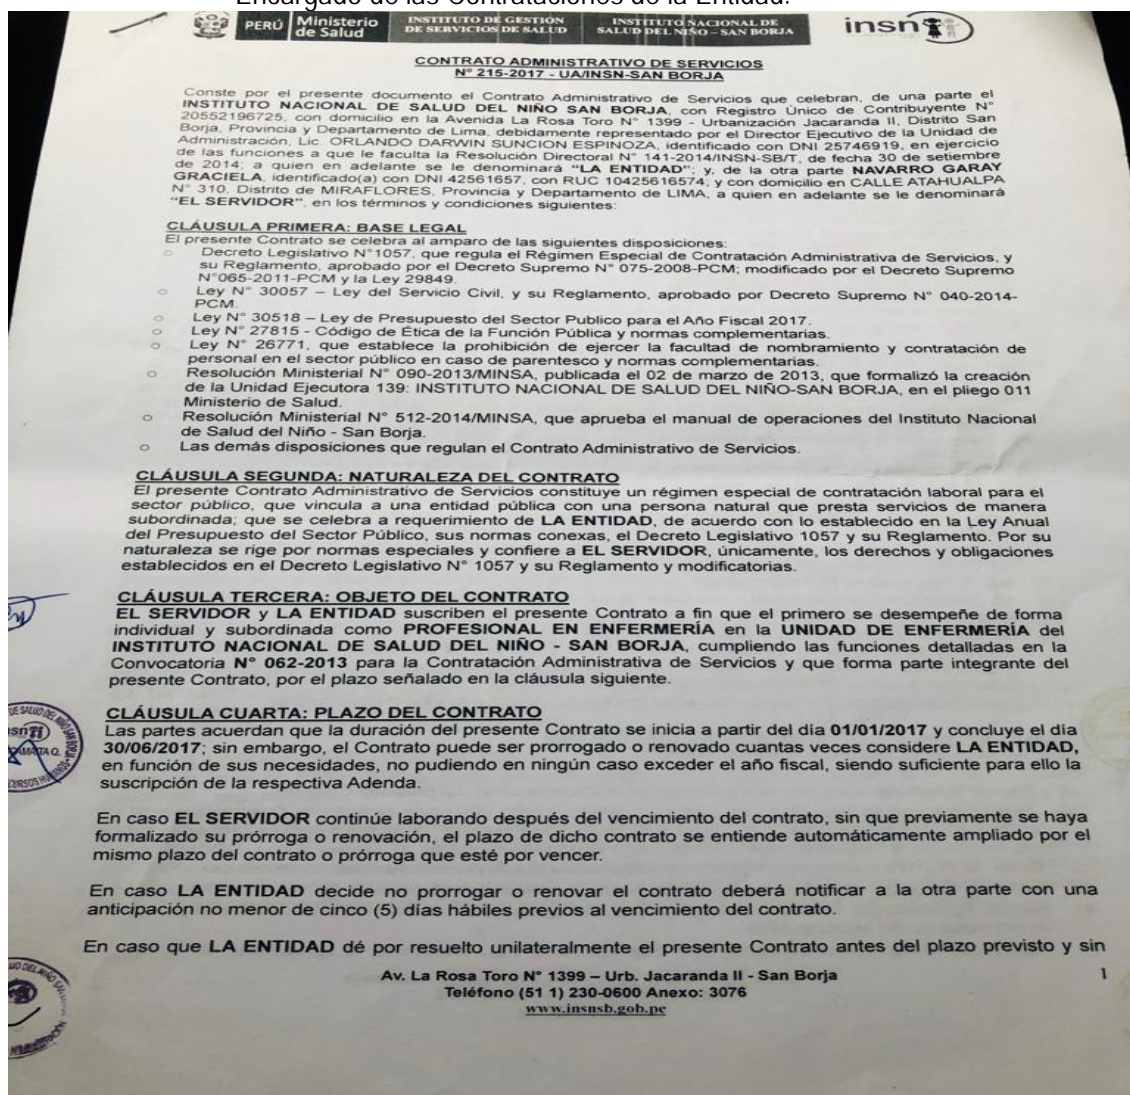 Encargado de las Contrataciones de la Entidad.
PERÚ Ministerio de Salud
INSTITUTO DE GESTIÓN DE SERVICIOS DE SALUD
INSTITUTO NACIONAL DE SALUD DEL NIÑO – SAN BORJA
insn
CONTRATO ADMINISTRATIVO DE SERVICIOS
N° 215-2017 - UA/INSN-SAN BORJA
Conste por el presente documento el Contrato Administrativo de Servicios que celebran, de una parte el
INSTITUTO NACIONAL DE SALUD DEL NIÑO SAN BORJA, con Registro Único de Contribuyente N°
20552196725, con domicilio en la Avenida La Rosa Toro N° 1399 - Urbanización Jacaranda II, Distrito San
Borja, Provincia y Departamento de Lima, debidamente representado por el Director Ejecutivo de la Unidad de
Administración, Lic. ORLANDO DARWIN SUNCION ESPINOZA, identificado con DNI 25746919, en ejercicio
de las funciones a que le faculta la Resolución Directoral N° 141-2014/INSN-SB/T, de fecha 30 de setiembre
de 2014; a quien en adelante se le denominará "LA ENTIDAD"; y, de la otra parte NAVARRO GARAY
GRACIELA, identificado(a) con DNI 42561657, con RUC 10425616574; y con domicilio en CALLE ATAHUALPA
N° 310, Distrito de MIRAFLORES, Provincia y Departamento de LIMA, a quien en adelante se le denominará
"EL SERVIDOR", en los términos y condiciones siguientes:
CLÁUSULA PRIMERA: BASE LEGAL
El presente Contrato se celebra al amparo de las siguientes disposiciones:
○ Decreto Legislativo N°1057, que regula el Régimen Especial de Contratación Administrativa de Servicios, y
su Reglamento, aprobado por el Decreto Supremo N° 075-2008-PCM; modificado por el Decreto Supremo
N°065-2011-PCM y la Ley 29849.
○ Ley N° 30057 – Ley del Servicio Civil, y su Reglamento, aprobado por Decreto Supremo N° 040-2014-
PCM.
○ Ley N° 30518 – Ley de Presupuesto del Sector Publico para el Año Fiscal 2017.
○ Ley N° 27815 - Código de Ética de la Función Pública y normas complementarias.
○ Ley N° 26771, que establece la prohibición de ejercer la facultad de nombramiento y contratación de
personal en el sector público en caso de parentesco y normas complementarias.
○ Resolución Ministerial N° 090-2013/MINSA, publicada el 02 de marzo de 2013, que formalizó la creación
de la Unidad Ejecutora 139: INSTITUTO NACIONAL DE SALUD DEL NIÑO-SAN BORJA, en el pliego 011
Ministerio de Salud.
○ Resolución Ministerial N° 512-2014/MINSA, que aprueba el manual de operaciones del Instituto Nacional
de Salud del Niño - San Borja.
○ Las demás disposiciones que regulan el Contrato Administrativo de Servicios.
CLÁUSULA SEGUNDA: NATURALEZA DEL CONTRATO
El presente Contrato Administrativo de Servicios constituye un régimen especial de contratación laboral para el
sector público, que vincula a una entidad pública con una persona natural que presta servicios de manera
subordinada; que se celebra a requerimiento de LA ENTIDAD, de acuerdo con lo establecido en la Ley Anual
del Presupuesto del Sector Público, sus normas conexas, el Decreto Legislativo 1057 y su Reglamento. Por su
naturaleza se rige por normas especiales y confiere a EL SERVIDOR, únicamente, los derechos y obligaciones
establecidos en el Decreto Legislativo N° 1057 y su Reglamento y modificatorias.
CLÁUSULA TERCERA: OBJETO DEL CONTRATO
EL SERVIDOR y LA ENTIDAD suscriben el presente Contrato a fin que el primero se desempeñe de forma
individual y subordinada como PROFESIONAL EN ENFERMERÍA en la UNIDAD DE ENFERMERÍA del
INSTITUTO NACIONAL DE SALUD DEL NIÑO - SAN BORJA, cumpliendo las funciones detalladas en la
Convocatoria N° 062-2013 para la Contratación Administrativa de Servicios y que forma parte integrante del
presente Contrato, por el plazo señalado en la cláusula siguiente.
CLÁUSULA CUARTA: PLAZO DEL CONTRATO
Las partes acuerdan que la duración del presente Contrato se inicia a partir del día 01/01/2017 y concluye el día
30/06/2017; sin embargo, el Contrato puede ser prorrogado o renovado cuantas veces considere LA ENTIDAD,
en función de sus necesidades, no pudiendo en ningún caso exceder el año fiscal, siendo suficiente para ello la
suscripción de la respectiva Adenda.
En caso EL SERVIDOR continúe laborando después del vencimiento del contrato, sin que previamente se haya
formalizado su prórroga o renovación, el plazo de dicho contrato se entiende automáticamente ampliado por el
mismo plazo del contrato o prórroga que esté por vencer.
En caso LA ENTIDAD decide no prorrogar o renovar el contrato deberá notificar a la otra parte con una
anticipación no menor de cinco (5) días hábiles previos al vencimiento del contrato.
En caso que LA ENTIDAD dé por resuelto unilateralmente el presente Contrato antes del plazo previsto y sin
Av. La Rosa Toro N° 1399 – Urb. Jacaranda II - San Borja
1
Teléfono (51 1) 230-0600 Anexo: 3076
www.insnsb.gob.pe